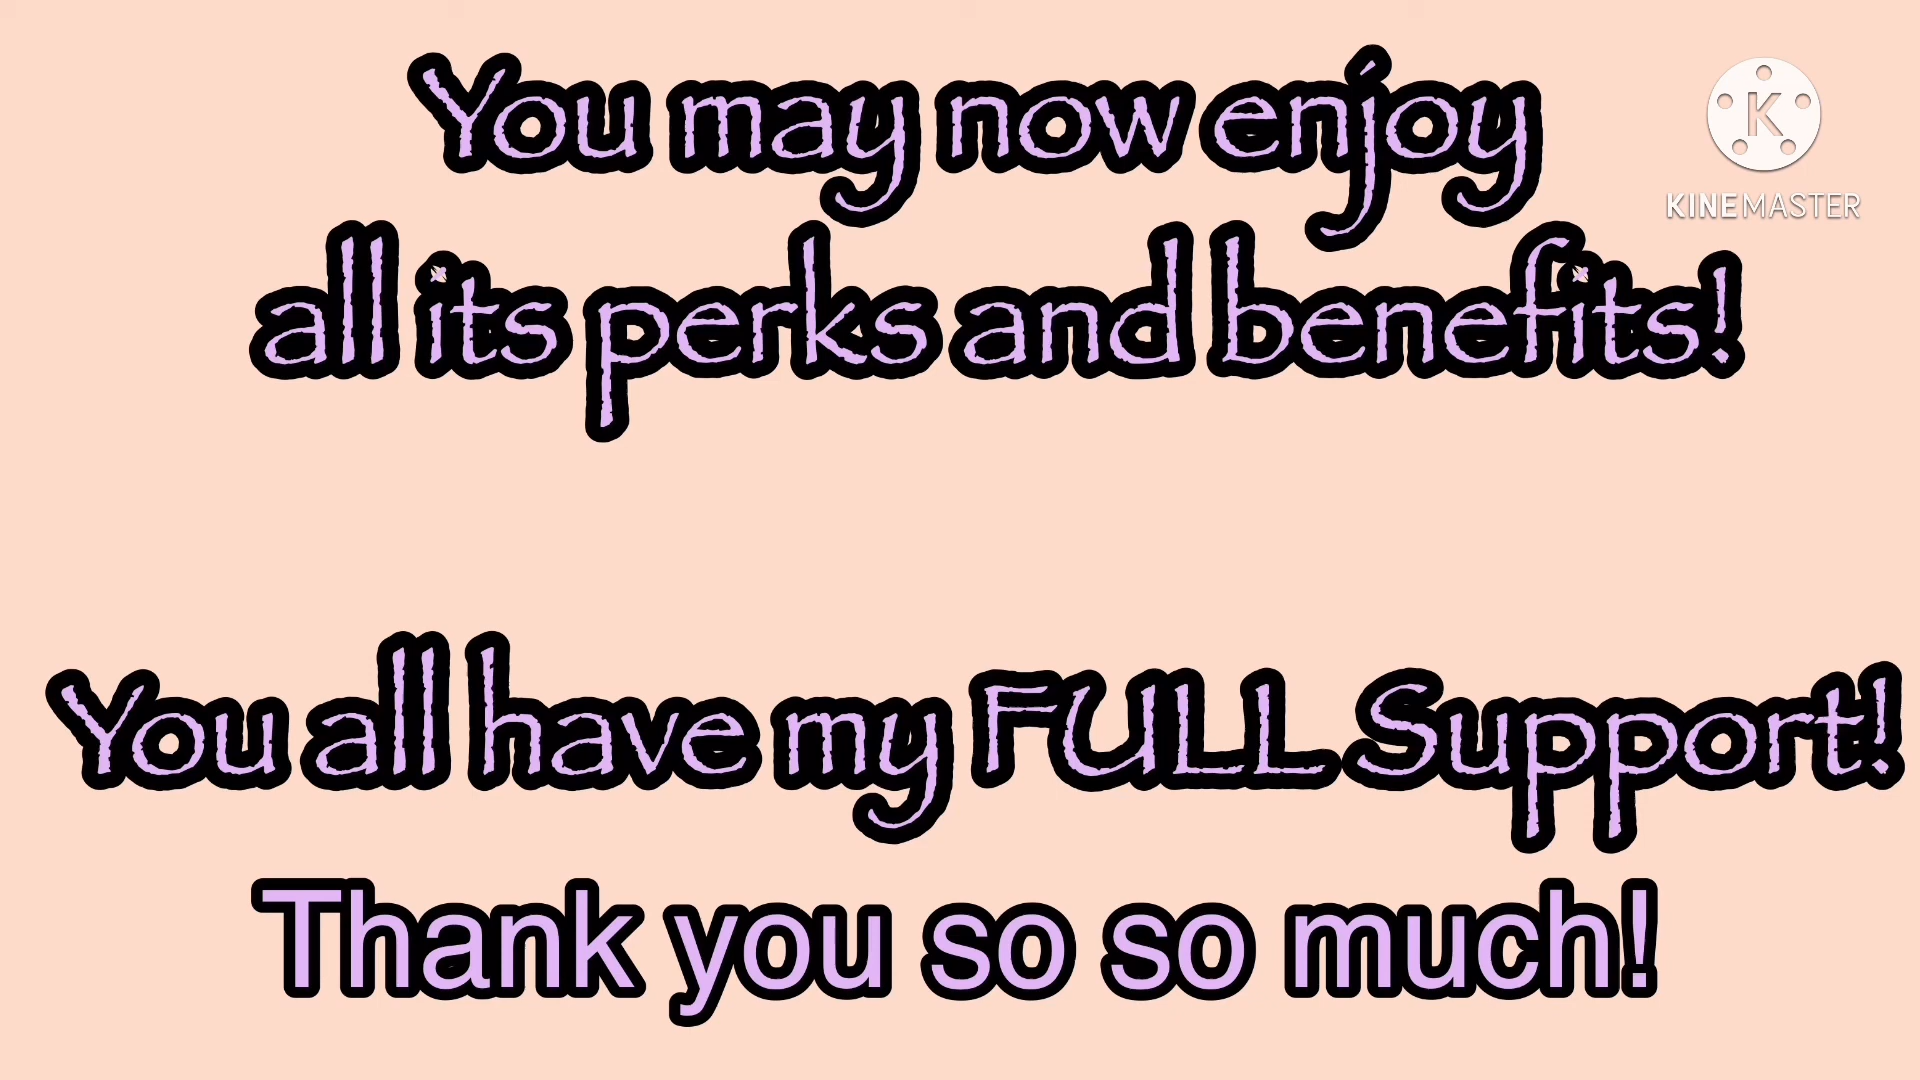 You may now enjoy
K
KINEMASTER
all its perks and benefits!
You all have my FULL Support!
Thank you so so much!